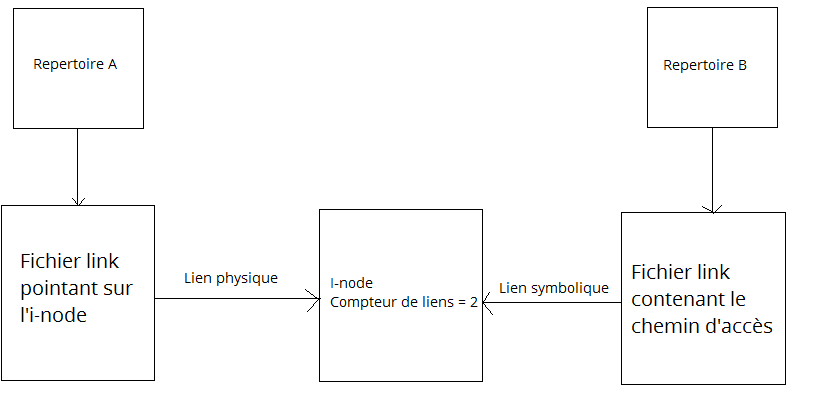 Repertoire A
Repertoire B
Fichier link
pointant sur
l'i-node
Lien physique
I-node
Compteur de liens = 2
Lien symbolique
Fichier link
contenant le
chemin d'accès